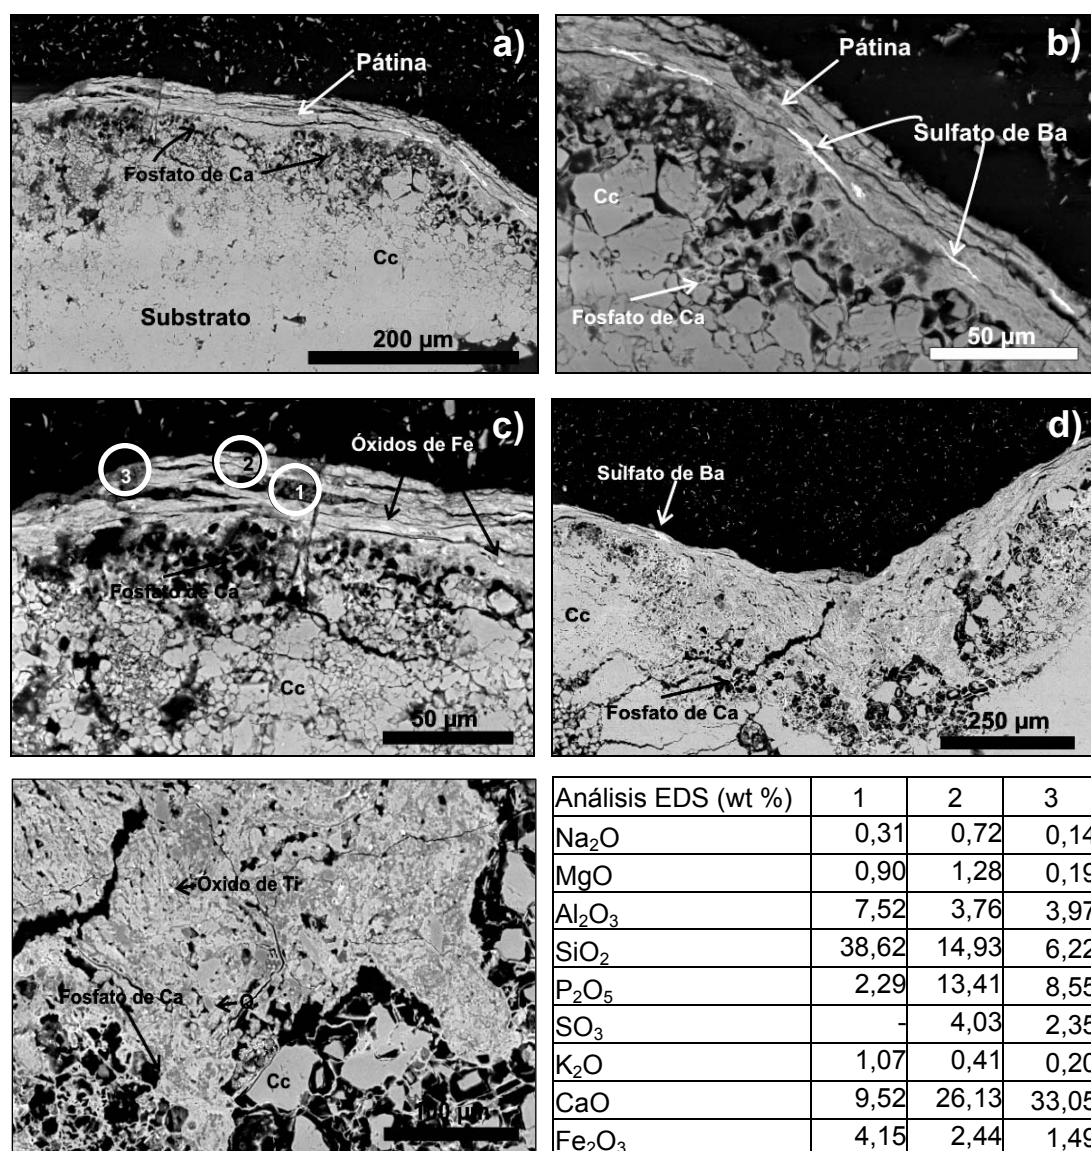 a)
Pátina
Fosfato de Ca
Cc
Substrato
200 µm
b)
Pátina
Sulfato de Ba
Cc
Fosfato de Ca
50 µm
c)
Óxidos de Fe
3
2
1
Fosfato de Ca
Cc
50 µm
d)
Sulfato de Ba
Cc
Fosfato de Ca
250 µm
Óxido de Ti
Fosfato de Ca
Q
Cc
100 µm
Análisis EDS (wt %) 1 2 3
Na₂O 0,31 0,72 0,14
MgO 0,90 1,28 0,19
Al₂O₃ 7,52 3,76 3,97
SiO₂ 38,62 14,93 6,22
P₂O₅ 2,29 13,41 8,55
SO₃ - 4,03 2,35
K₂O 1,07 0,41 0,20
CaO 9,52 26,13 33,05
Fe₂O₃ 4,15 2,44 1,49